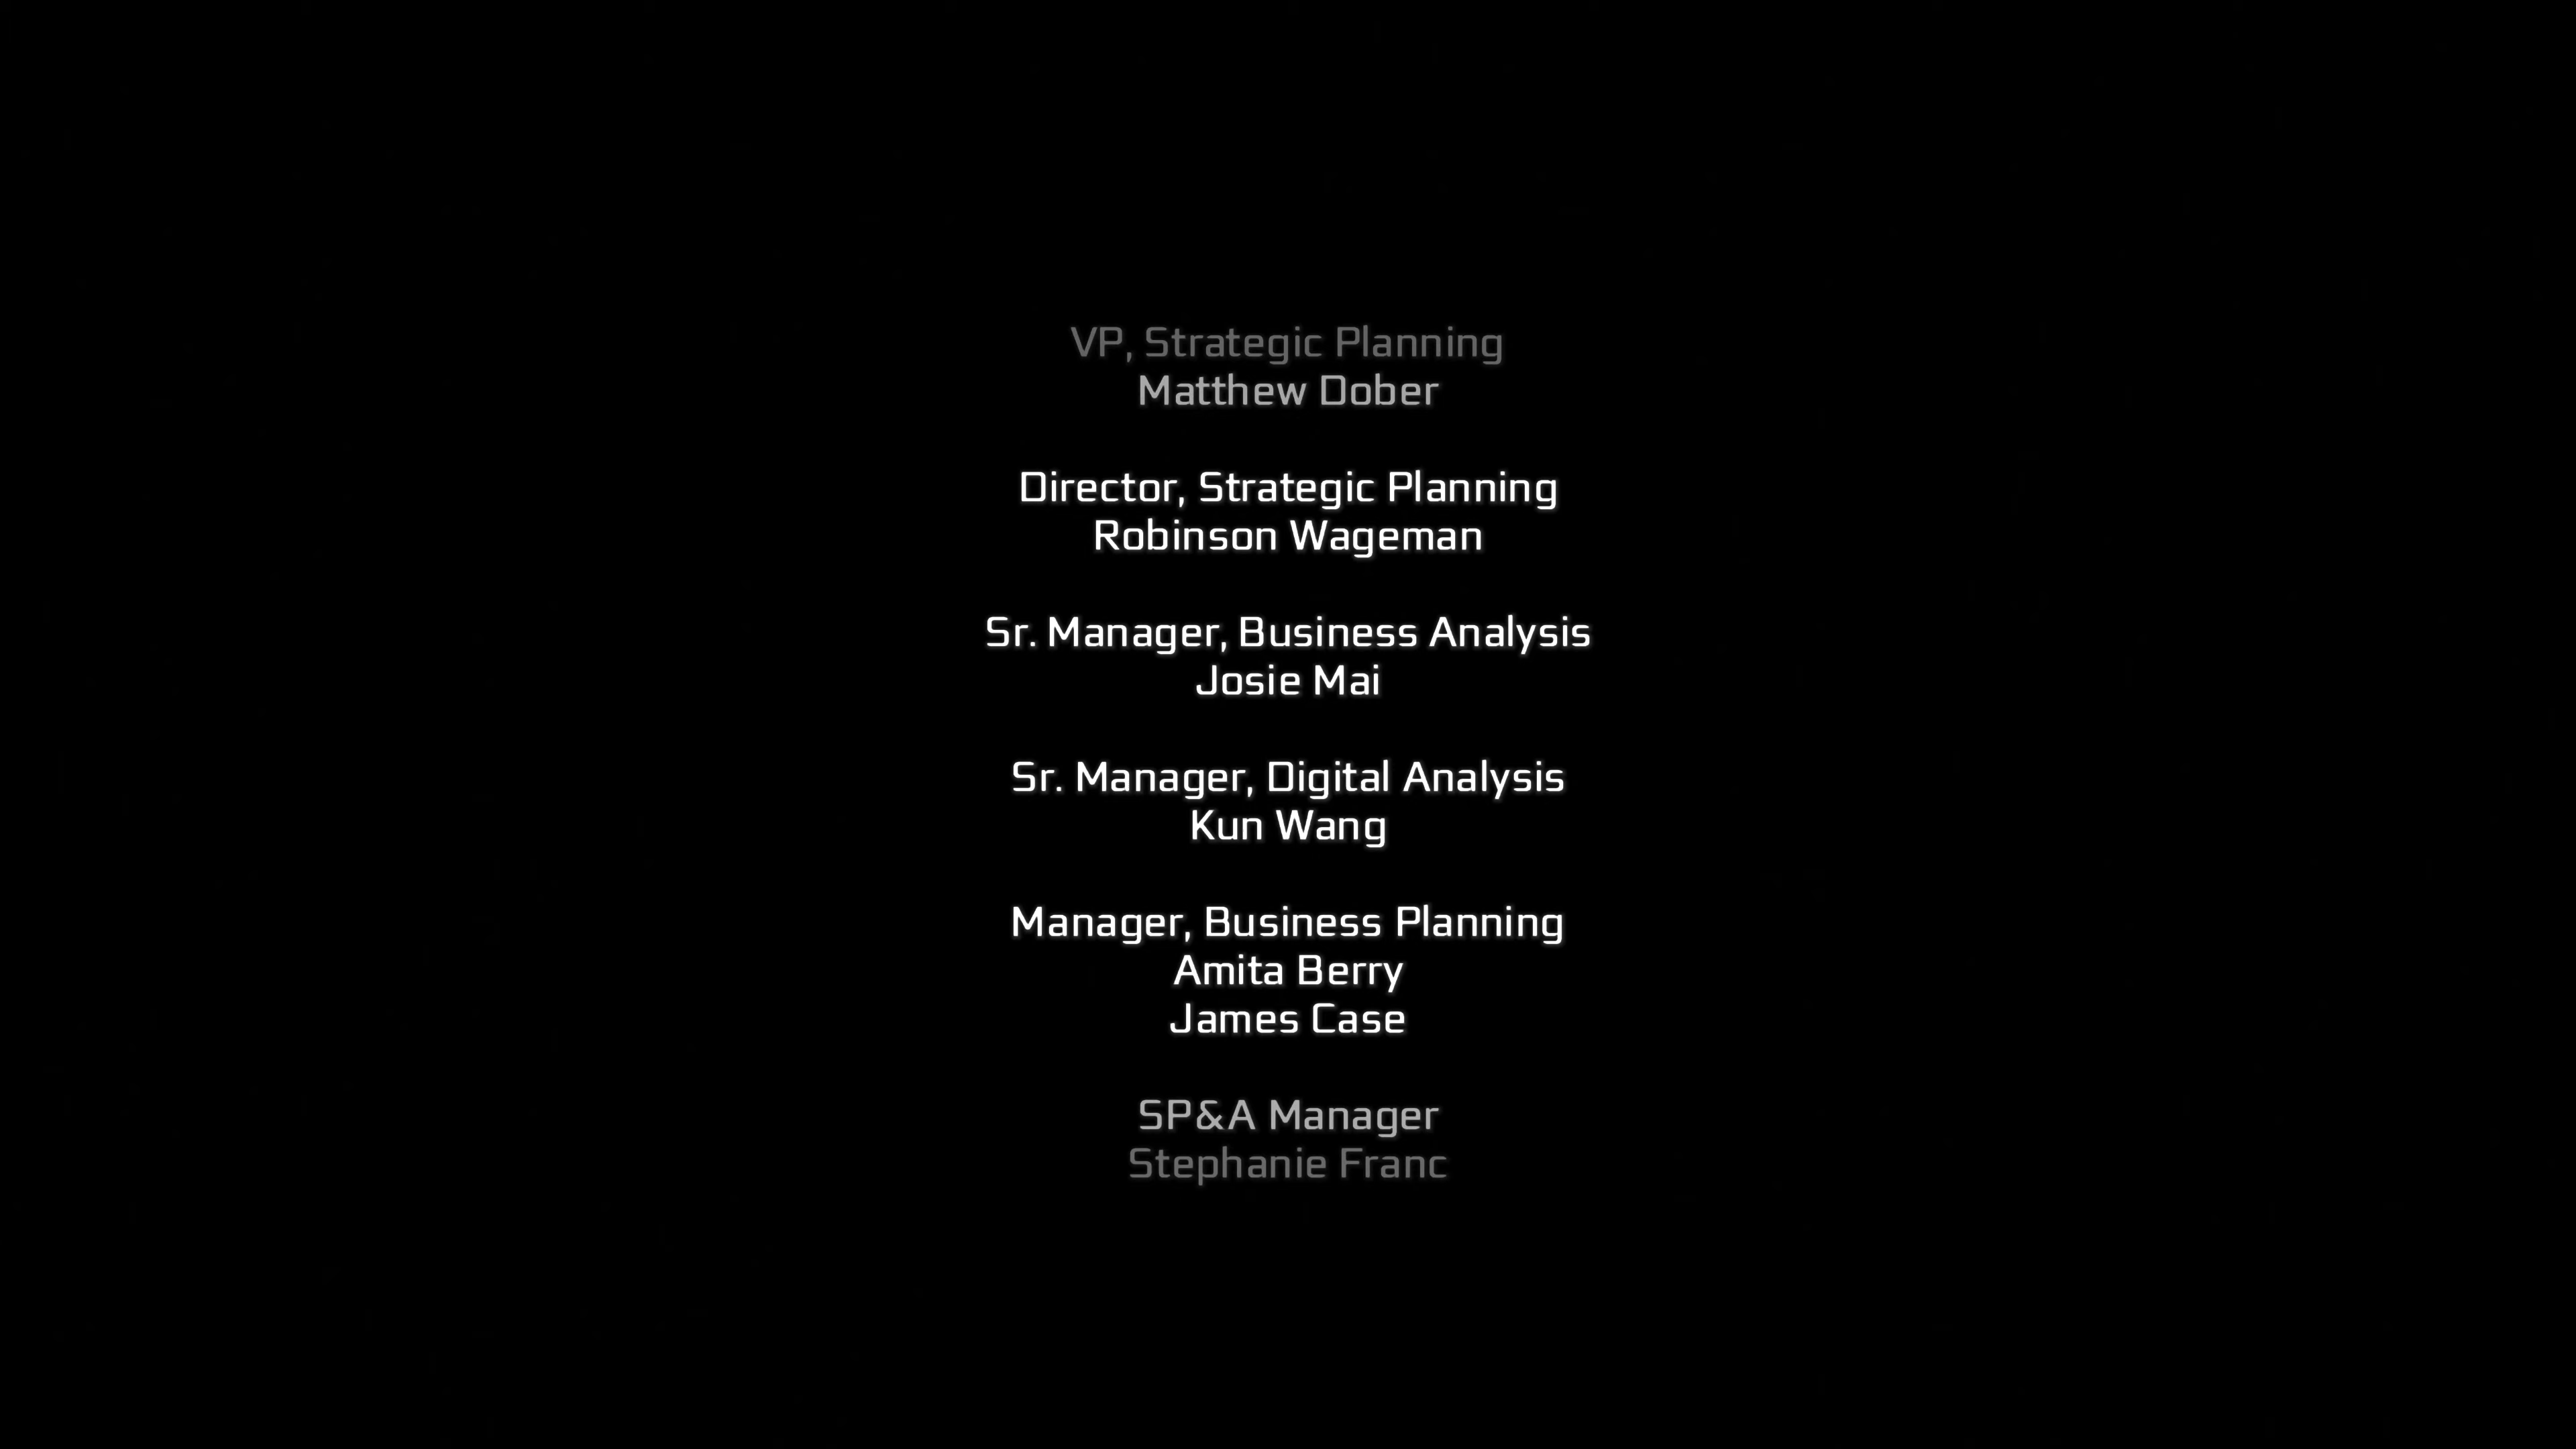 VP, Strategic Planning
Matthew Dober
Director, Strategic Planning
Robinson Wageman
Sr. Manager, Business Analysis
Josie Mai
Sr. Manager, Digital Analysis
Kun Wang
Manager, Business Planning
Amita Berry
James Case
SP&A Manager
Stephanie Franc